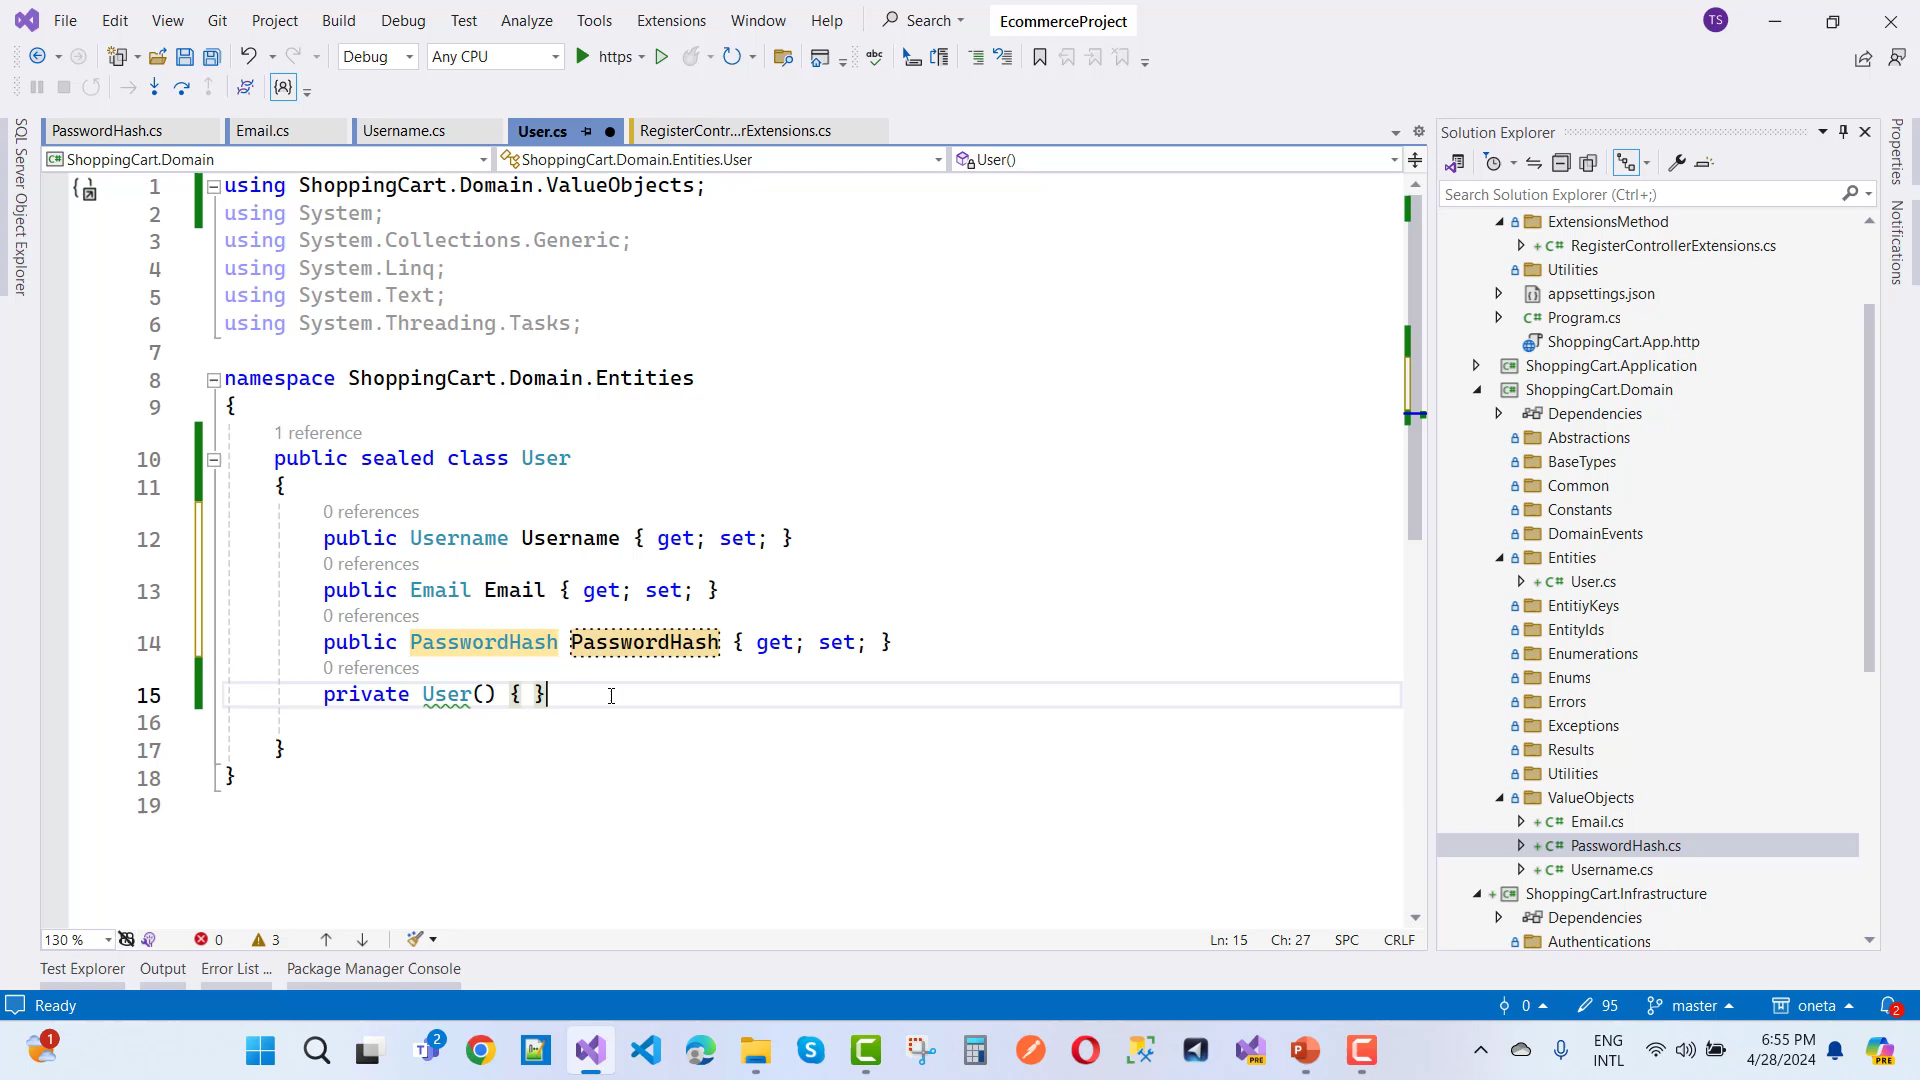 File Edit View Git Project Build Debug Test Analyze Tools Extensions Window Help Search EcommerceProject TS
Debug Any CPU https
PasswordHash.cs Email.cs Username.cs User.cs RegisterContr...rExtensions.cs
ShoppingCart.Domain ShoppingCart.Domain.Entities.User User()
SQL Server Object Explorer
1 using ShoppingCart.Domain.ValueObjects;
2 using System;
3 using System.Collections.Generic;
4 using System.Linq;
5 using System.Text;
6 using System.Threading.Tasks;
7
8 namespace ShoppingCart.Domain.Entities
9 {
1 reference
10 public sealed class User
11 {
0 references
12 public Username Username { get; set; }
0 references
13 public Email Email { get; set; }
0 references
14 public PasswordHash PasswordHash { get; set; }
0 references
15 private User() { }
16
17 }
18 }
19
130 % 0 3 Ln: 15 Ch: 27 SPC CRLF
Solution Explorer
Search Solution Explorer (Ctrl+;)
ExtensionsMethod
RegisterControllerExtensions.cs
Utilities
appsettings.json
Program.cs
ShoppingCart.App.http
ShoppingCart.Application
ShoppingCart.Domain
Dependencies
Abstractions
BaseTypes
Common
Constants
DomainEvents
Entities
User.cs
EntitiyKeys
EntityIds
Enumerations
Enums
Errors
Exceptions
Results
Utilities
ValueObjects
Email.cs
PasswordHash.cs
Username.cs
ShoppingCart.Infrastructure
Dependencies
Authentications
Properties
Notifications
Test Explorer Output Error List ... Package Manager Console
Ready 0 95 master oneta 2
1 2 ENG INTL 6:55 PM 4/28/2024